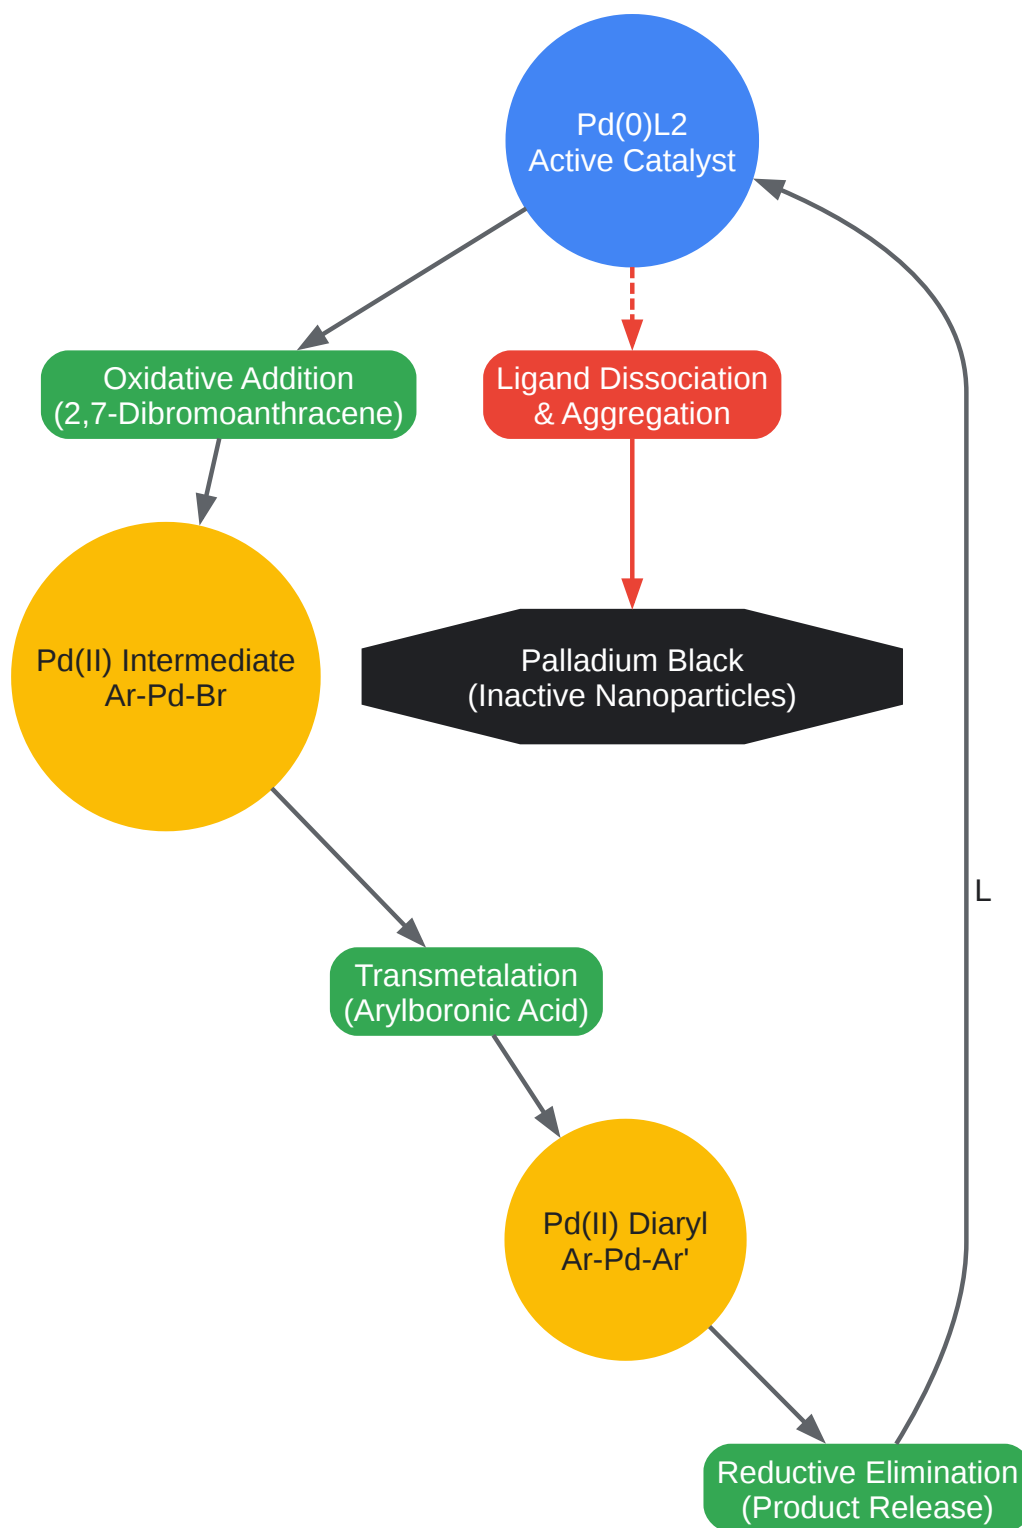 Pd(0)L2
Active Catalyst
Oxidative Addition
(2,7-Dibromoanthracene)
Ligand Dissociation
& Aggregation
Pd(II) Intermediate
Ar-Pd-Br
Palladium Black
(Inactive Nanoparticles)
L
Transmetalation
(Arylboronic Acid)
Pd(II) Diaryl
Ar-Pd-Ar'
Reductive Elimination
(Product Release)